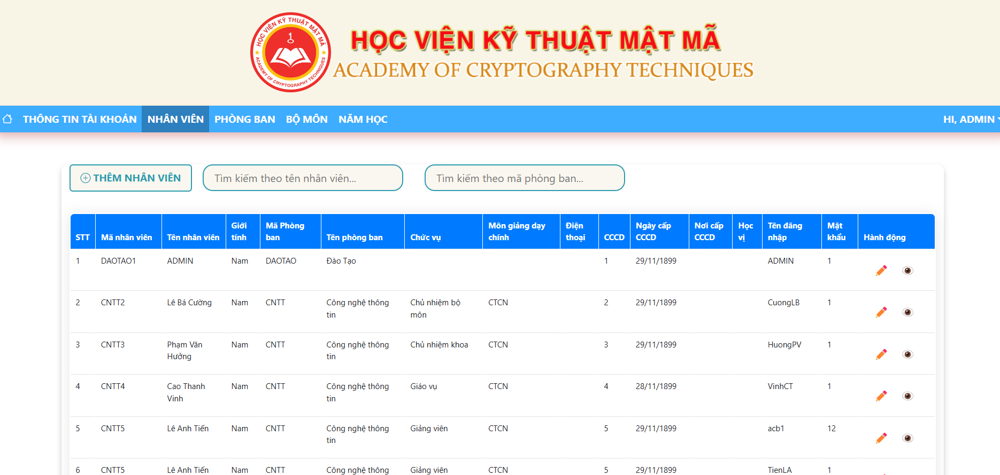 HỌC VIỆN KỸ THUẬT MẬT MÃ
ACADEMY OF CRYPTOGRAPHY TECHNIQUES
HỌC VIỆN KỸ THUẬT MẬT MÃ
ACADEMY OF CRYPTOGRAPHY TECHNIQUES
THÔNG TIN TÀI KHOẢN NHÂN VIÊN PHÒNG BAN BỘ MÔN NĂM HỌC HI, ADMIN
THÊM NHÂN VIÊN Tìm kiếm theo tên nhân viên... Tìm kiếm theo mã phòng ban...
STT Mã nhân viên Tên nhân viên Giới tính Mã Phòng ban Tên phòng ban Chức vụ Môn giảng dạy chính Điện thoại CCCD Ngày cấp CCCD Nơi cấp CCCD Học vị Tên đăng nhập Mật khẩu Hành động
1 DAOTAO1 ADMIN Nam DAOTAO Đào Tạo 1 29/11/1899 ADMIN 1
2 CNTT2 Lê Bá Cường Nam CNTT Công nghệ thông tin Chủ nhiệm bộ môn CTCN 2 29/11/1899 CuongLB 1
3 CNTT3 Phạm Văn Hưởng Nam CNTT Công nghệ thông tin Chủ nhiệm khoa CTCN 3 29/11/1899 HuongPV 1
4 CNTT4 Cao Thanh Vinh Nam CNTT Công nghệ thông tin Giáo vụ CTCN 4 28/11/1899 VinhCT 1
5 CNTT5 Lê Anh Tiến Nam CNTT Công nghệ thông tin Giảng viên CTCN 5 29/11/1899 acb1 12
6 CNTT5 Lê Anh Tiến Nam CNTT Công nghệ thông Giảng viên CTCN 5 29/11/1899 TienLA 1